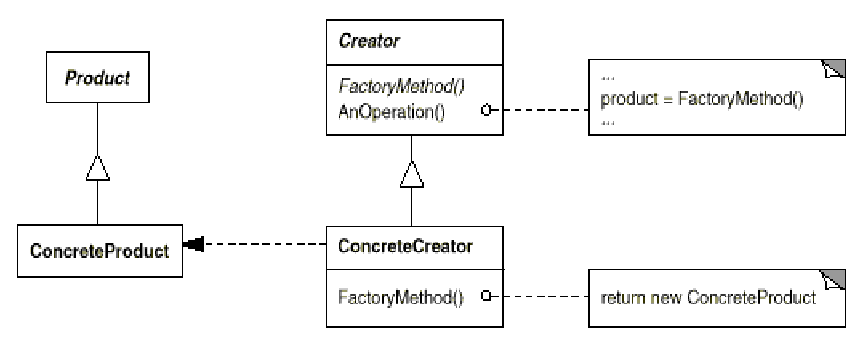 Product
ConcreteProduct
Creator
FactoryMethod()
AnOperation()
...
product = FactoryMethod()
...
ConcreteCreator
FactoryMethod()
return new ConcreteProduct